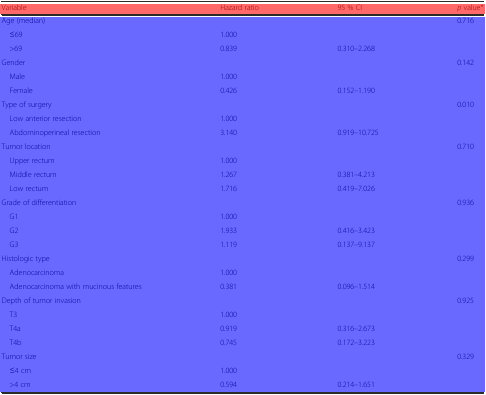 Variable Hazard ratio 95 % CI p value*
Age (median) 0.716
≤69 1.000
>69 0.839 0.310–2.268
Gender 0.142
Male 1.000
Female 0.426 0.152–1.190
Type of surgery 0.010
Low anterior resection 1.000
Abdominoperineal resection 3.140 0.919–10.725
Tumor location 0.710
Upper rectum 1.000
Middle rectum 1.267 0.381–4.213
Low rectum 1.716 0.419–7.026
Grade of differentiation 0.936
G1 1.000
G2 1.933 0.416–3.423
G3 1.119 0.137–9.137
Histologic type 0.299
Adenocarcinoma 1.000
Adenocarcinoma with mucinous features 0.381 0.096–1.514
Depth of tumor invasion 0.925
T3 1.000
T4a 0.919 0.316–2.673
T4b 0.745 0.172–3.223
Tumor size 0.329
≤4 cm 1.000
>4 cm 0.594 0.214–1.651